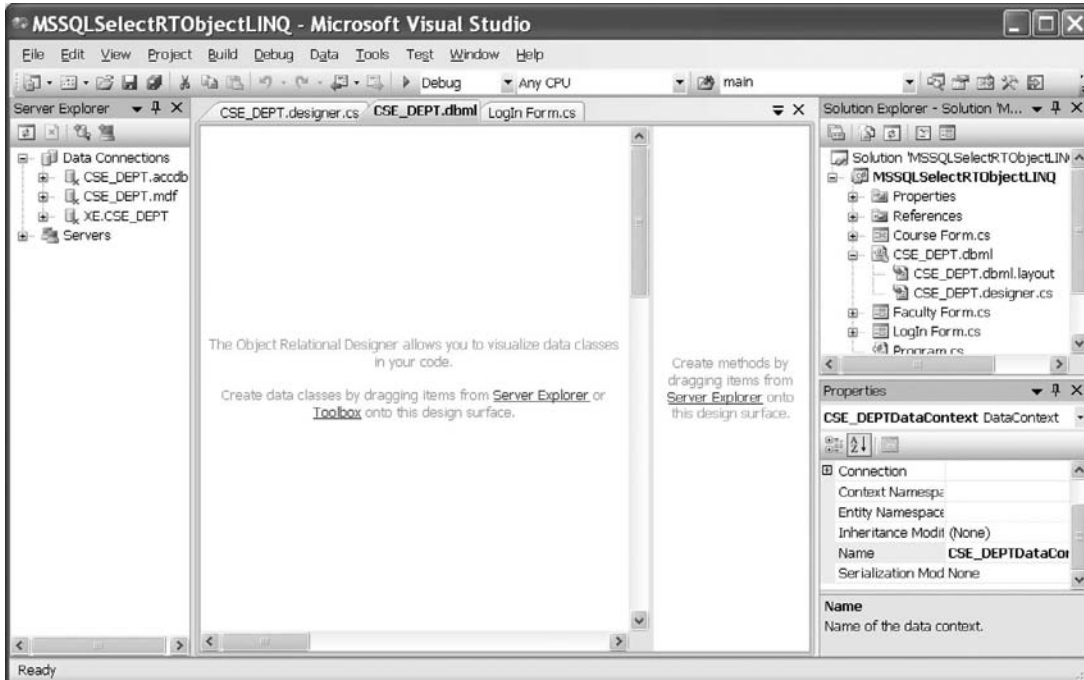 MSSQLSelectRTObjectLINQ - Microsoft Visual Studio
File Edit View Project Build Debug Data Tools Test Window Help
Debug Any CPU main
Server Explorer
Data Connections
CSE_DEPT.accdb
CSE_DEPT.mdf
XE.CSE_DEPT
Servers
CSE_DEPT.designer.cs CSE_DEPT.dbml LogIn Form.cs
The Object Relational Designer allows you to visualize data classes
in your code.
Create data classes by dragging items from Server Explorer or
Toolbox onto this design surface.
Create methods by
dragging items from
Server Explorer onto
this design surface.
Solution Explorer - Solution 'M...
Solution 'MSSQLSelectRTObjectLIN
MSSQLSelectRTObjectLINQ
Properties
References
Course Form.cs
CSE_DEPT.dbml
CSE_DEPT.dbml.layout
CSE_DEPT.designer.cs
Faculty Form.cs
LogIn Form.cs
Program.cs
Properties
CSE_DEPTDataContext DataContext
Connection
Context Namespa
Entity Namespace
Inheritance Modif (None)
Name CSE_DEPTDataCor
Serialization Mod None
Name
Name of the data context.
Ready